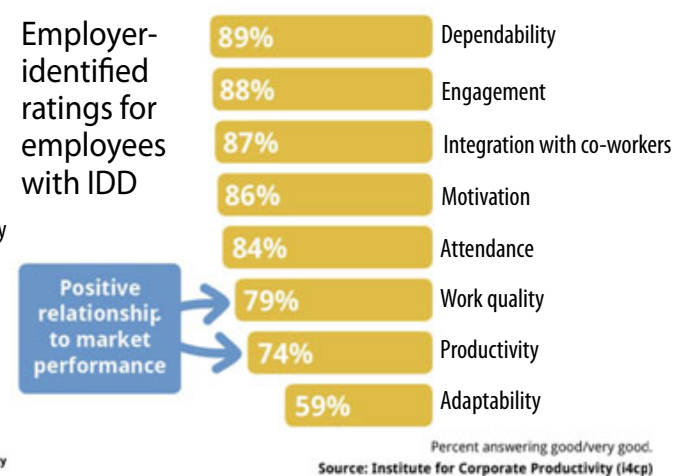 Employer-
identified
ratings for
employees
with IDD
89% Dependability
88% Engagement
87% Integration with co-workers
86% Motivation
84% Attendance
79% Work quality
74% Productivity
59% Adaptability
Positive
relationship
to market
performance
Percent answering good/very good.
Source: Institute for Corporate Productivity (i4cp)
y
y